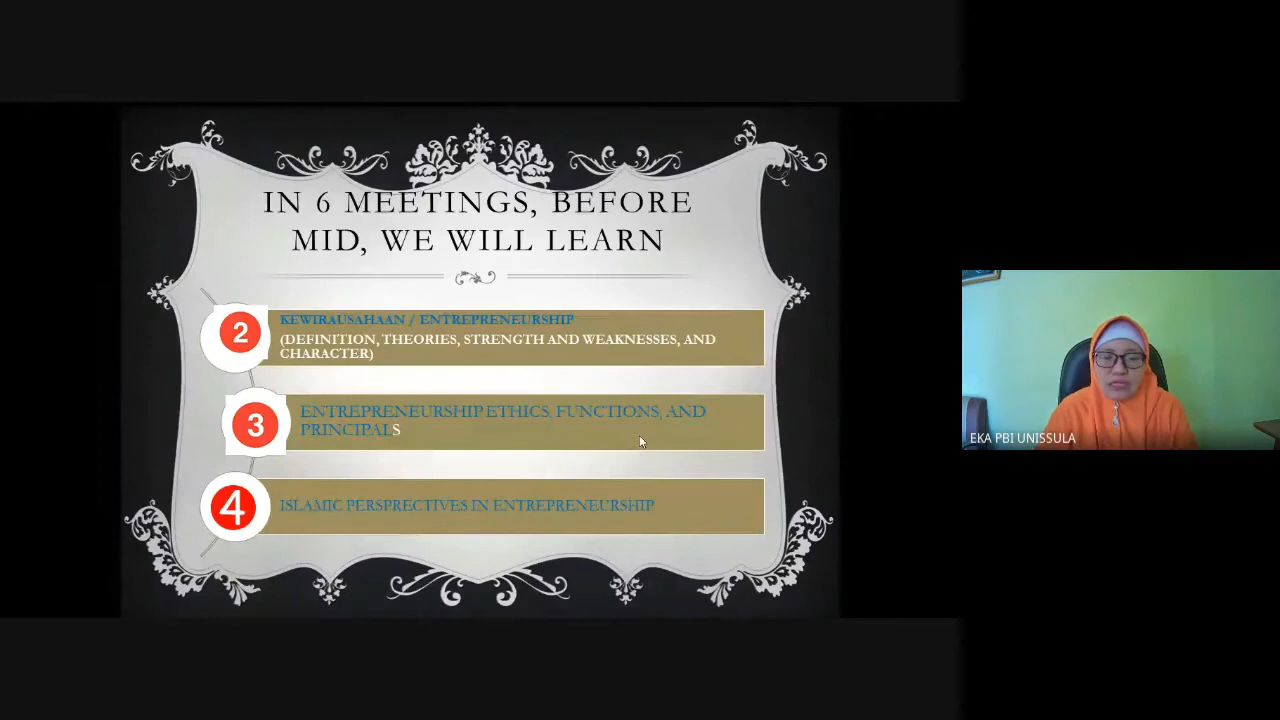 IN 6 MEETINGS, BEFORE
MID, WE WILL LEARN
2
KEWIRAUSAHAAN / ENTREPRENEURSHIP
(DEFINITION, THEORIES, STRENGTH AND WEAKNESSES, AND
CHARACTER)
3
ENTREPRENEURSHIP ETHICS, FUNCTIONS, AND
PRINCIPALS
4
ISLAMIC PERSPRECTIVES IN ENTREPRENEURSHIP
EKA PBI UNISSULA